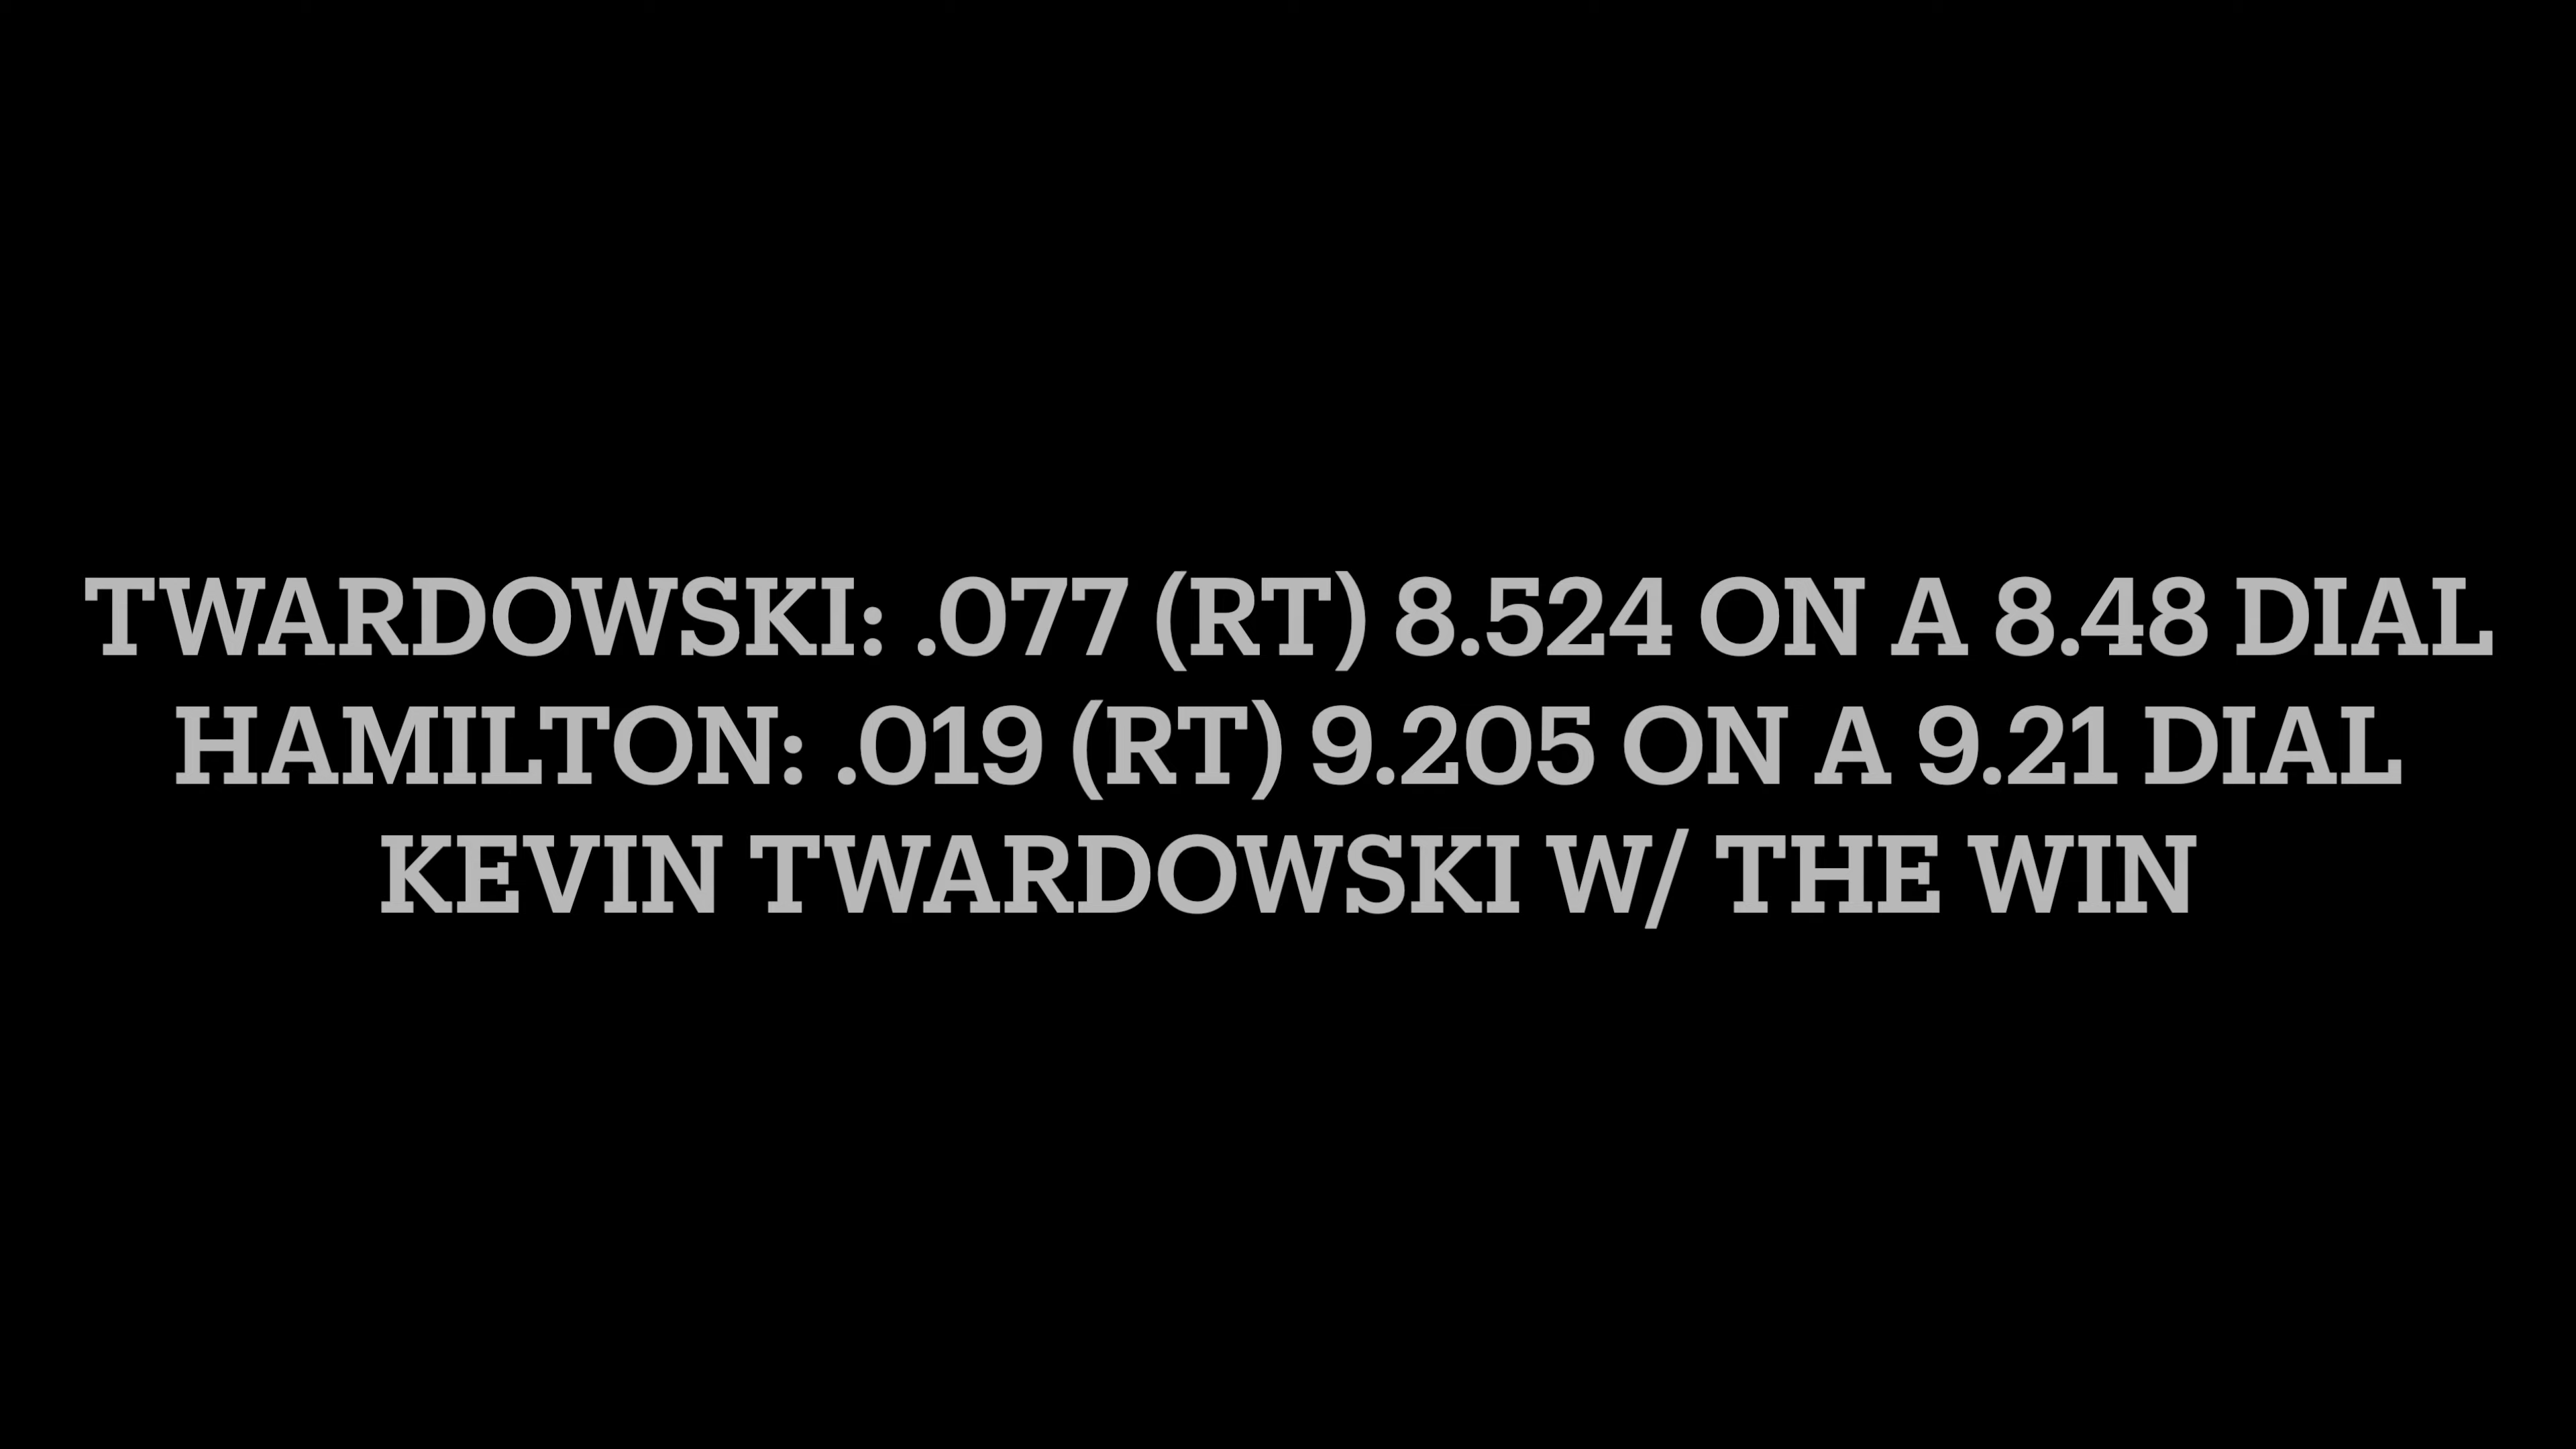 TWARDOWSKI: .077 (RT) 8.524 ON A 8.48 DIAL
HAMILTON: .019 (RT) 9.205 ON A 9.21 DIAL
KEVIN TWARDOWSKI W/ THE WIN